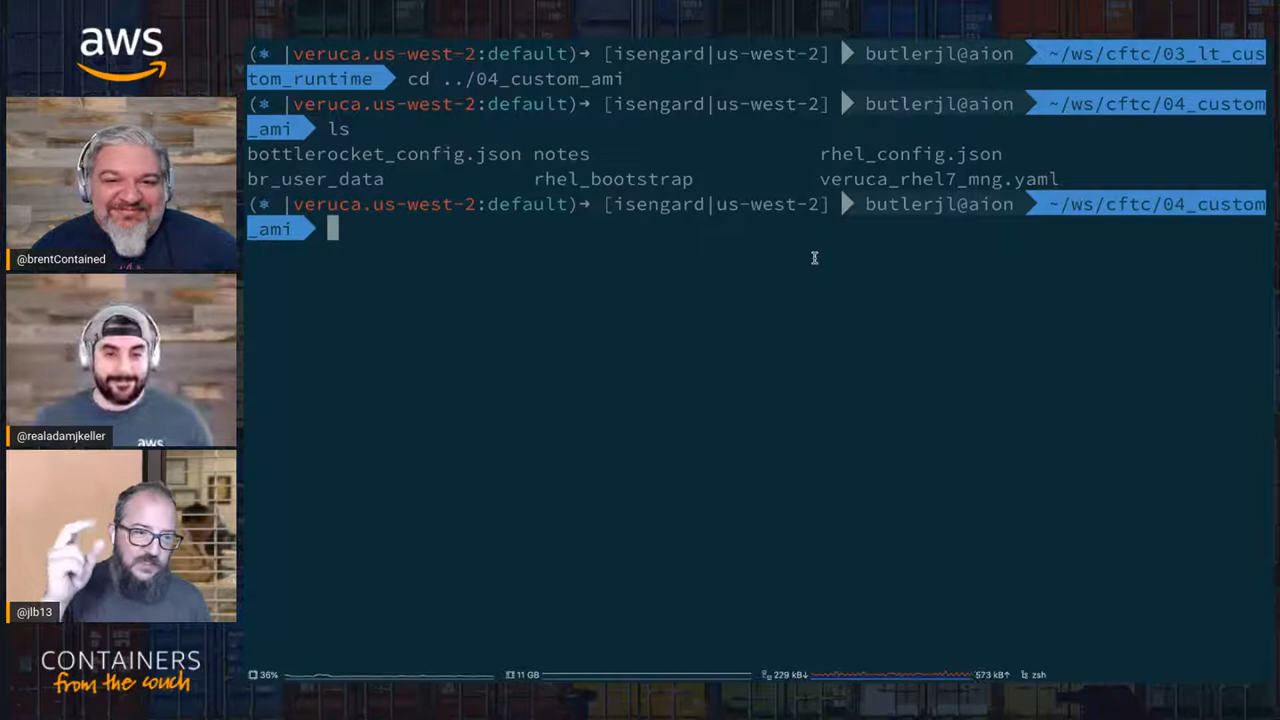 aws
@brentContained
@realadamjkeller
aws
@jlb13
CONTAINERS
from the couch
(⎈ |veruca.us-west-2:default)➔ [isengard|us-west-2] butlerjl@aion ~/ws/cftc/03_lt_cus
tom_runtime cd ../04_custom_ami
(⎈ |veruca.us-west-2:default)➔ [isengard|us-west-2] butlerjl@aion ~/ws/cftc/04_custom
_ami ls
bottlerocket_config.json notes rhel_config.json
br_user_data rhel_bootstrap veruca_rhel7_mng.yaml
(⎈ |veruca.us-west-2:default)➔ [isengard|us-west-2] butlerjl@aion ~/ws/cftc/04_custom
_ami
36% 11 GB 229 kB↓ 573 kB↑ zsh